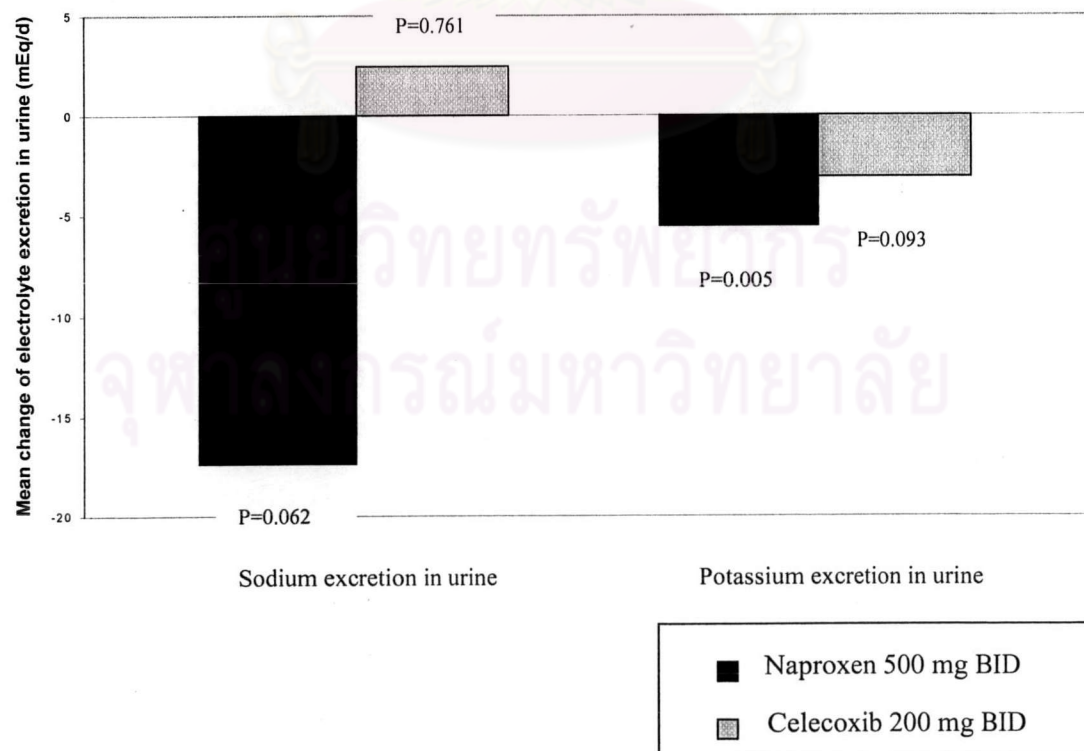 Mean change of electrolyte excretion in urine (mEq/d)
5
0
-5
-10
-15
-20
P=0.761
P=0.093
P=0.005
P=0.062
ศูนย์วิทยทรัพยากร
จุฬาลงกรณ์มหาวิทยาลัย
Sodium excretion in urine Potassium excretion in urine
Naproxen 500 mg BID
Celecoxib 200 mg BID